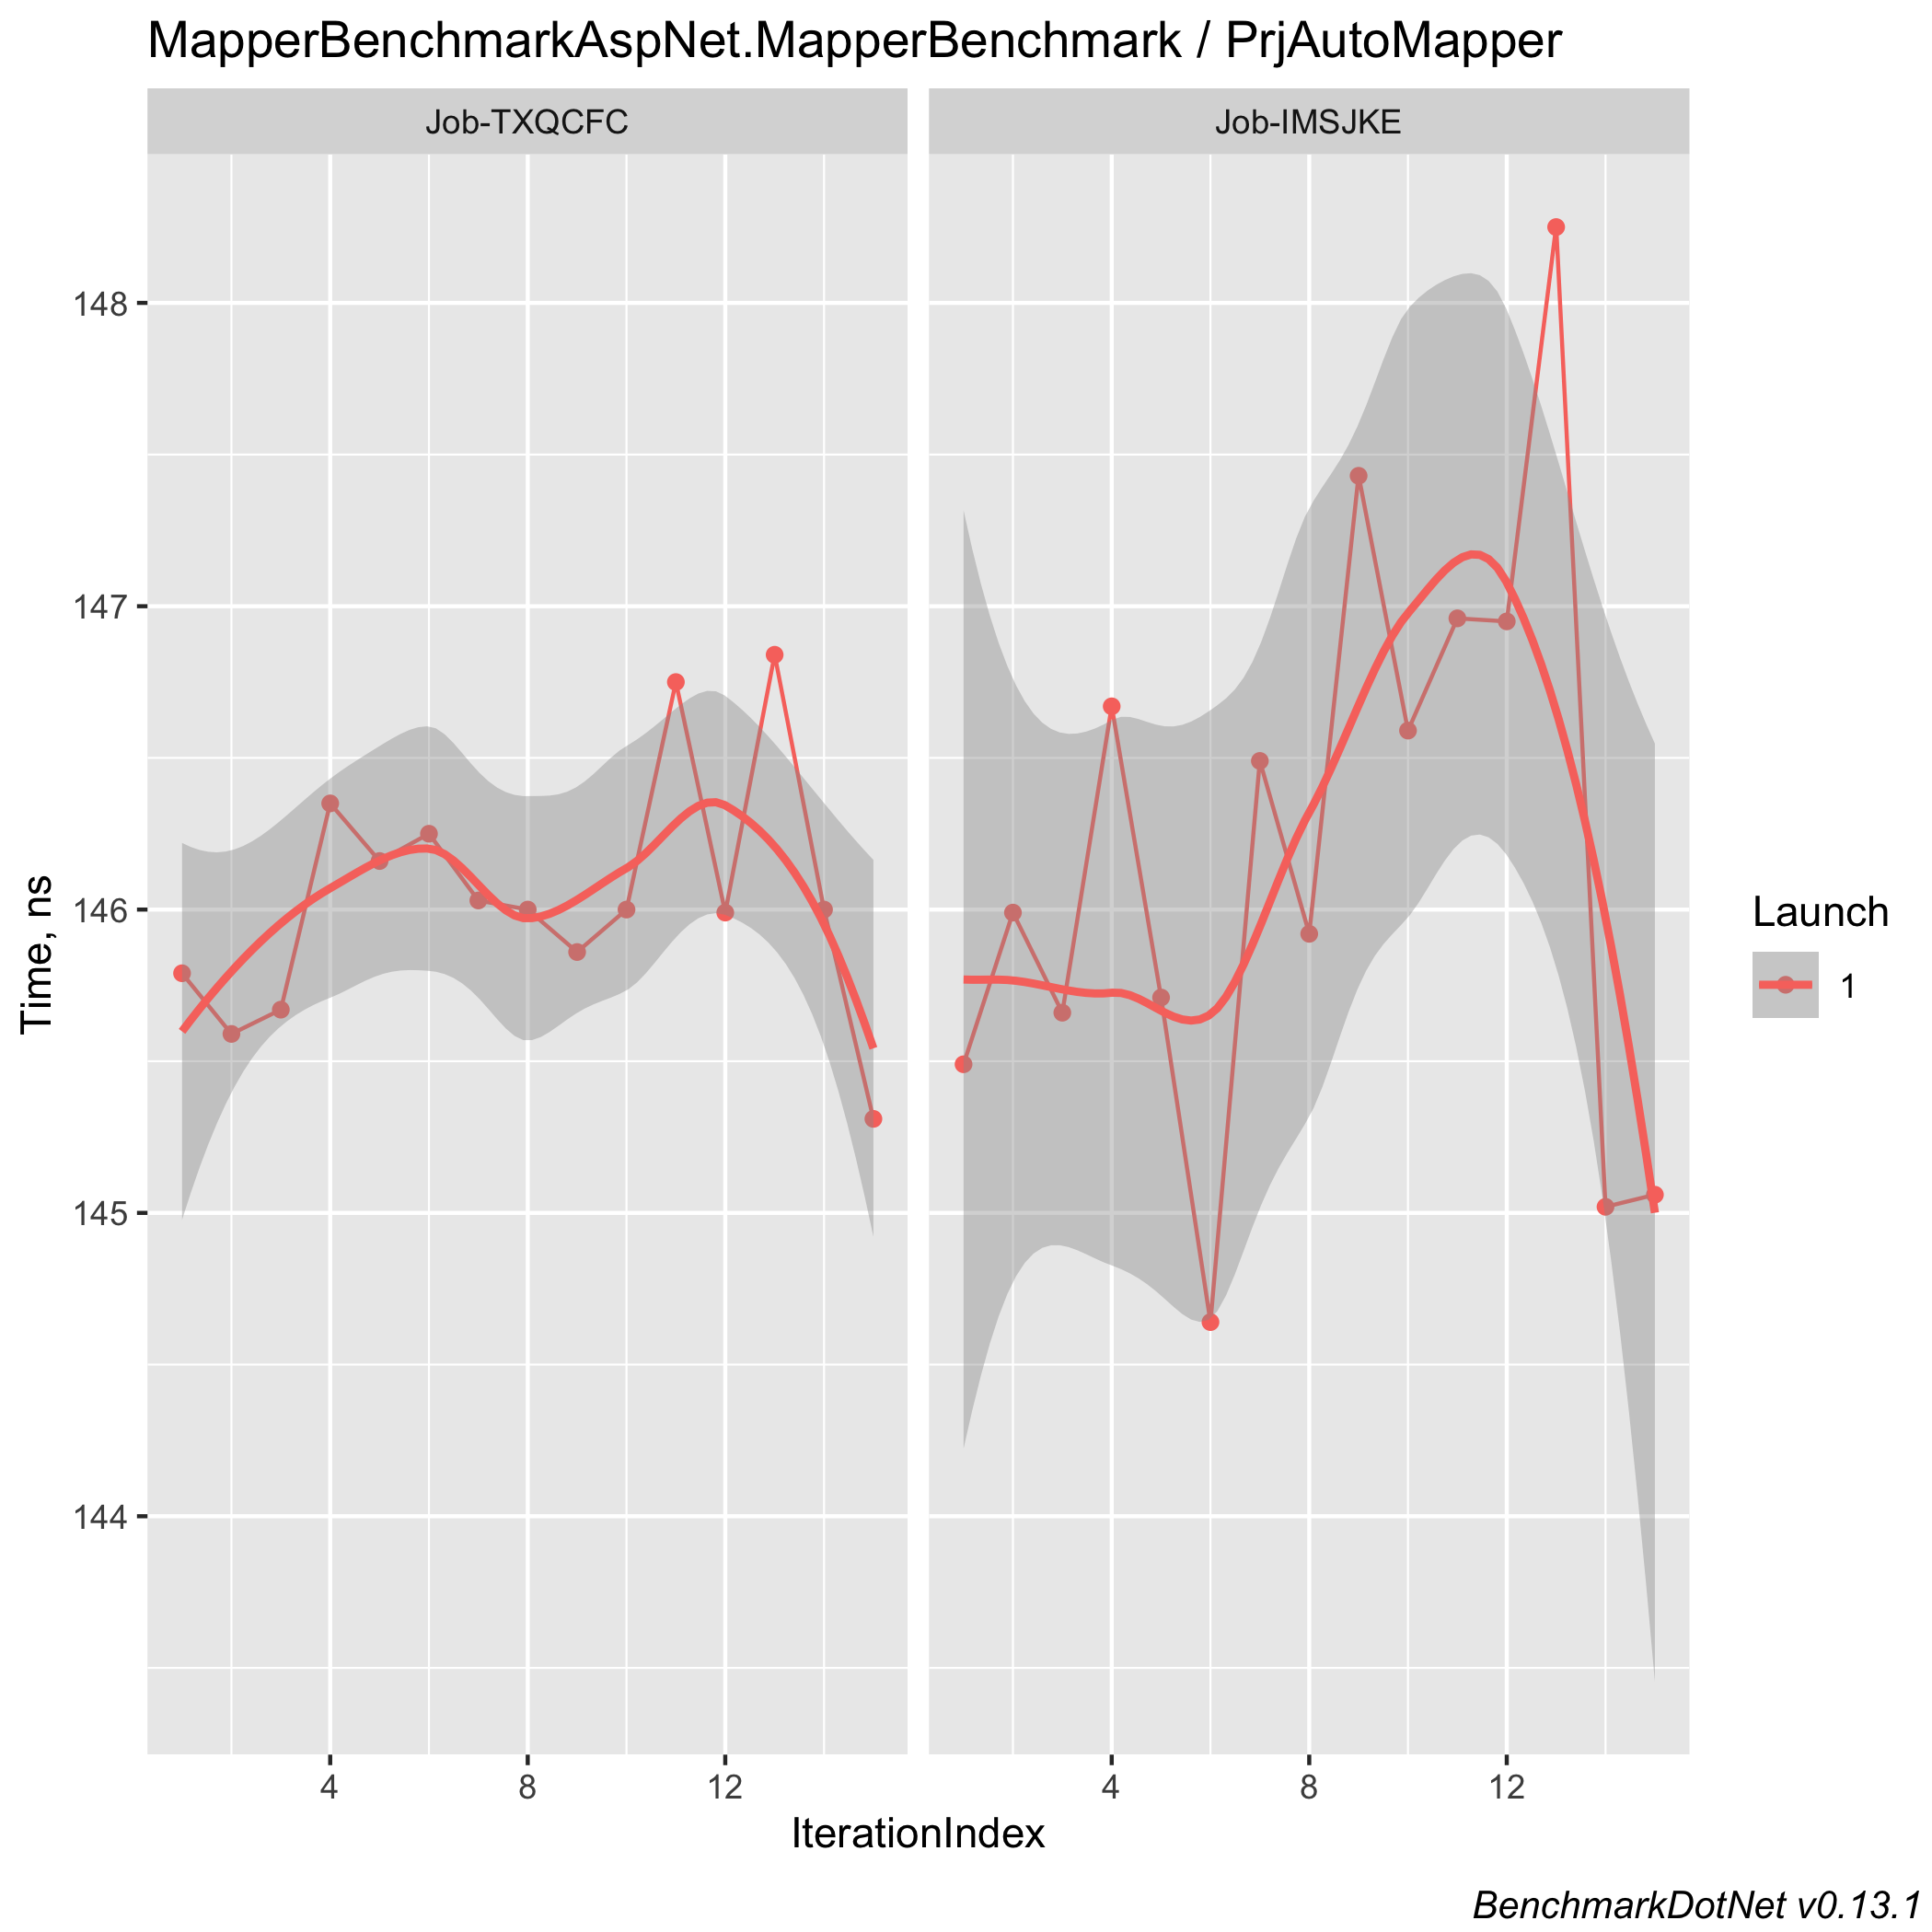 MapperBenchmarkAspNet.MapperBenchmark / PrjAutoMapper
Job-TXQCFC
Job-IMSJKE
148
147
146
145
144
Time, ns
4
8
12
4
8
12
IterationIndex
Launch
1
BenchmarkDotNet v0.13.1